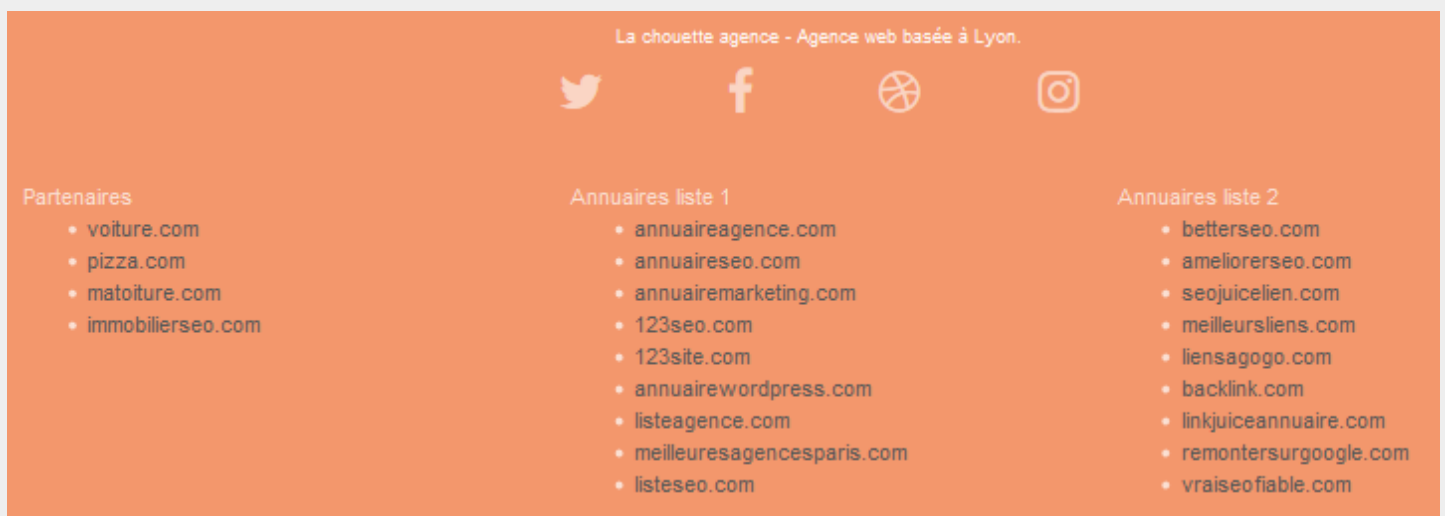 La chouette agence - Agence web basée à Lyon.
Partenaires
voiture.com
pizza.com
matoiture.com
immobilierseo.com
Annuaires liste 1
annuaireagence.com
annuaireseo.com
annuairemarketing.com
123seo.com
123site.com
annuairewordpress.com
listeagence.com
meilleuresagencesparis.com
listeseo.com
Annuaires liste 2
betterseo.com
ameliorerseo.com
seojuicelien.com
meilleursliens.com
liensagogo.com
backlink.com
linkjuiceannuaire.com
remontersurgoogle.com
vraiseofiable.com